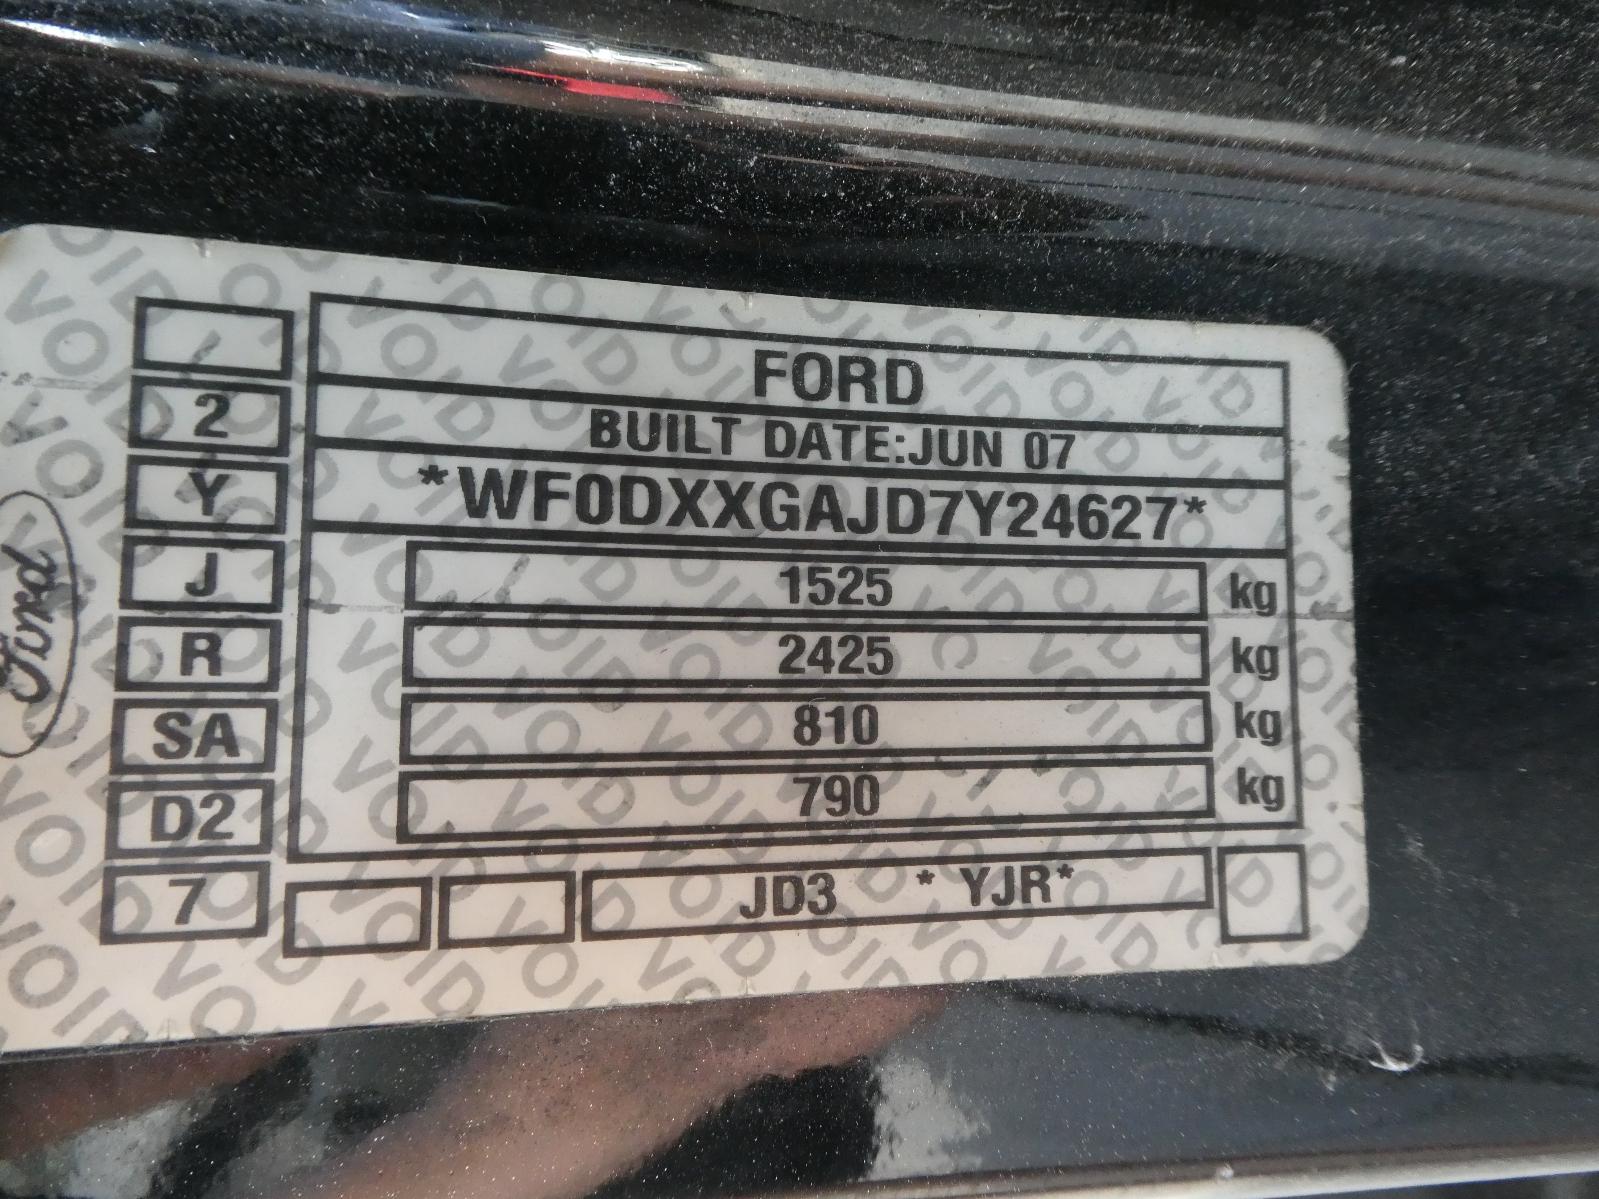 FORD
2
BUILT DATE:JUN 07
Y
*WF0DXXGAJD7Y24627*
J
1525 kg
R
2425 kg
SA
810 kg
D2
790 kg
7
JD3 * YJR*
Ford
VOID